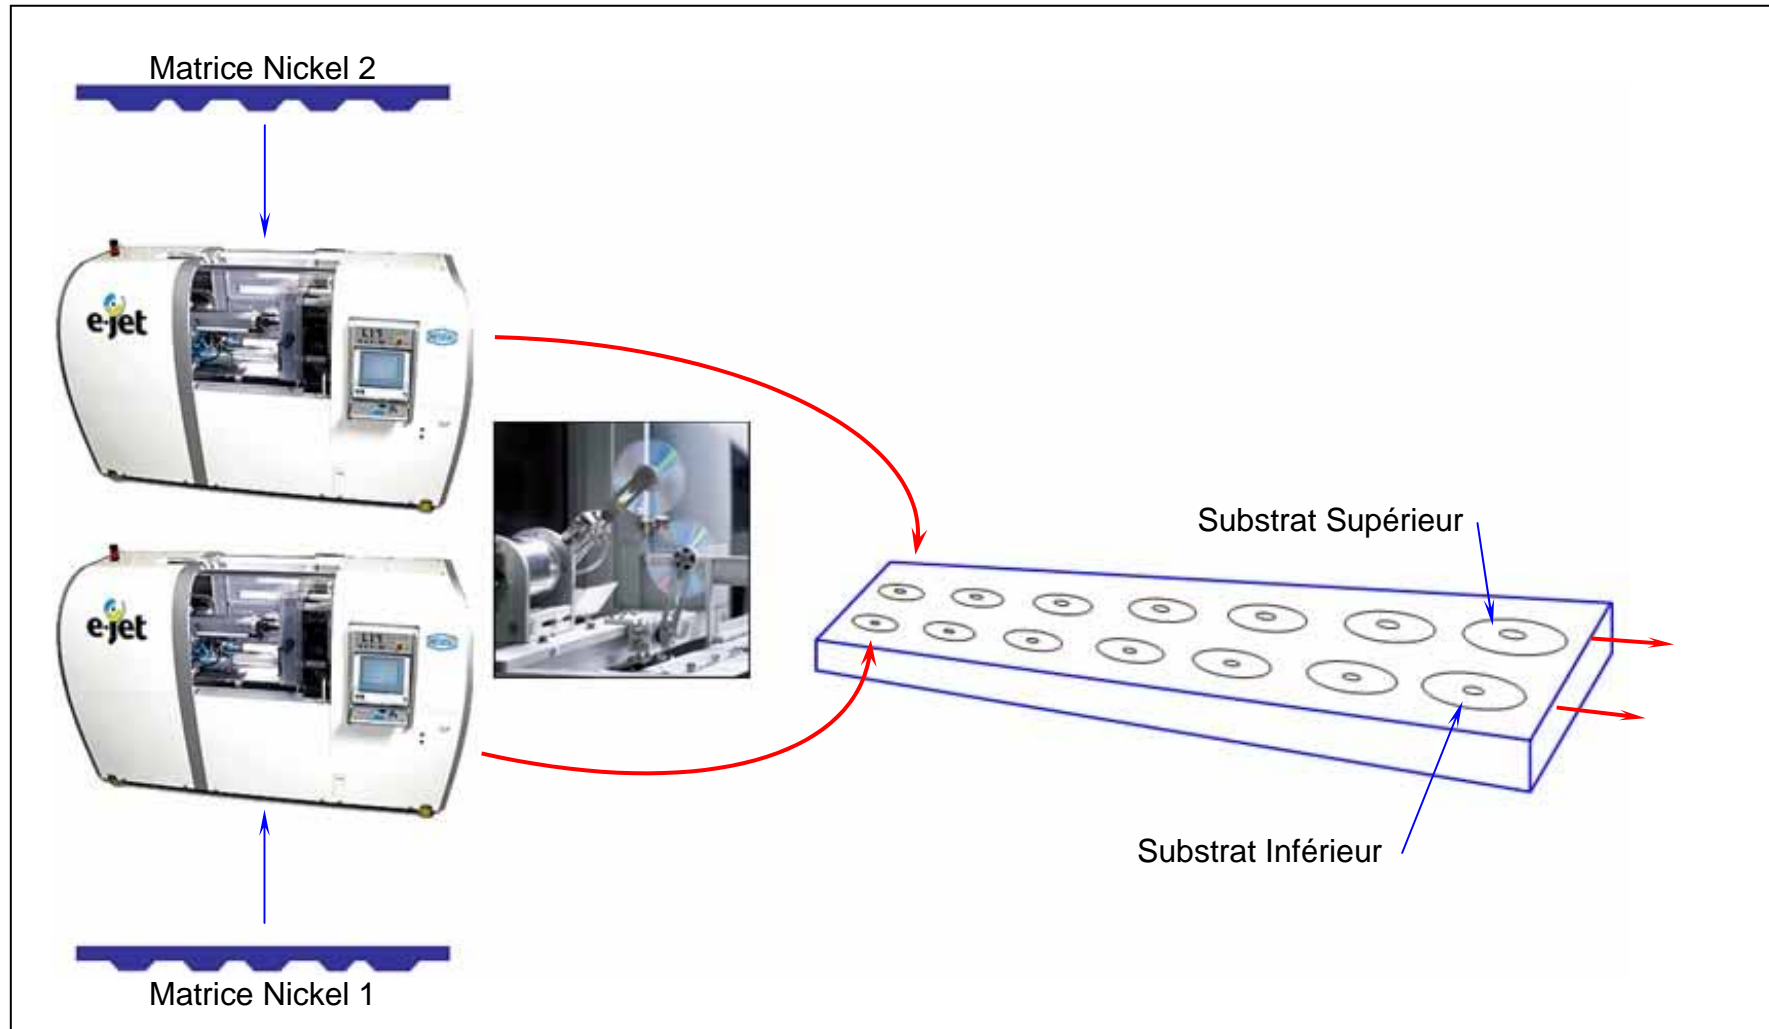 Matrice Nickel 2
e·jet
e·jet
Substrat Supérieur
Substrat Inférieur
Matrice Nickel 1